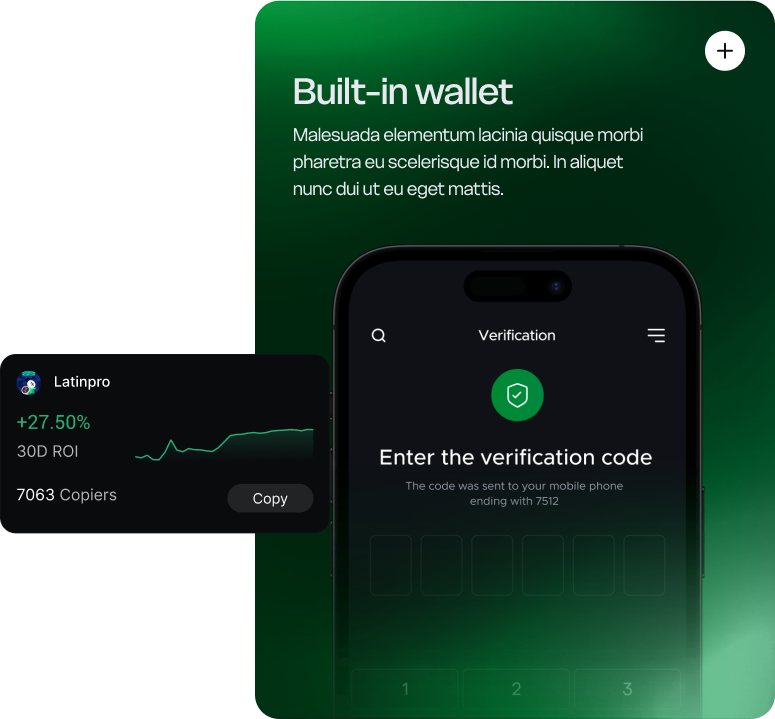 Built-in wallet
Malesuada elementum lacinia quisque morbi
pharetra eu scelerisque id morbi. In aliquet
nunc dui ut eu eget mattis.
Verification
Enter the verification code
The code was sent to your mobile phone
ending with 7512
1 2 3
Latinpro
+27.50%
30D ROI
7063 Copiers
Copy